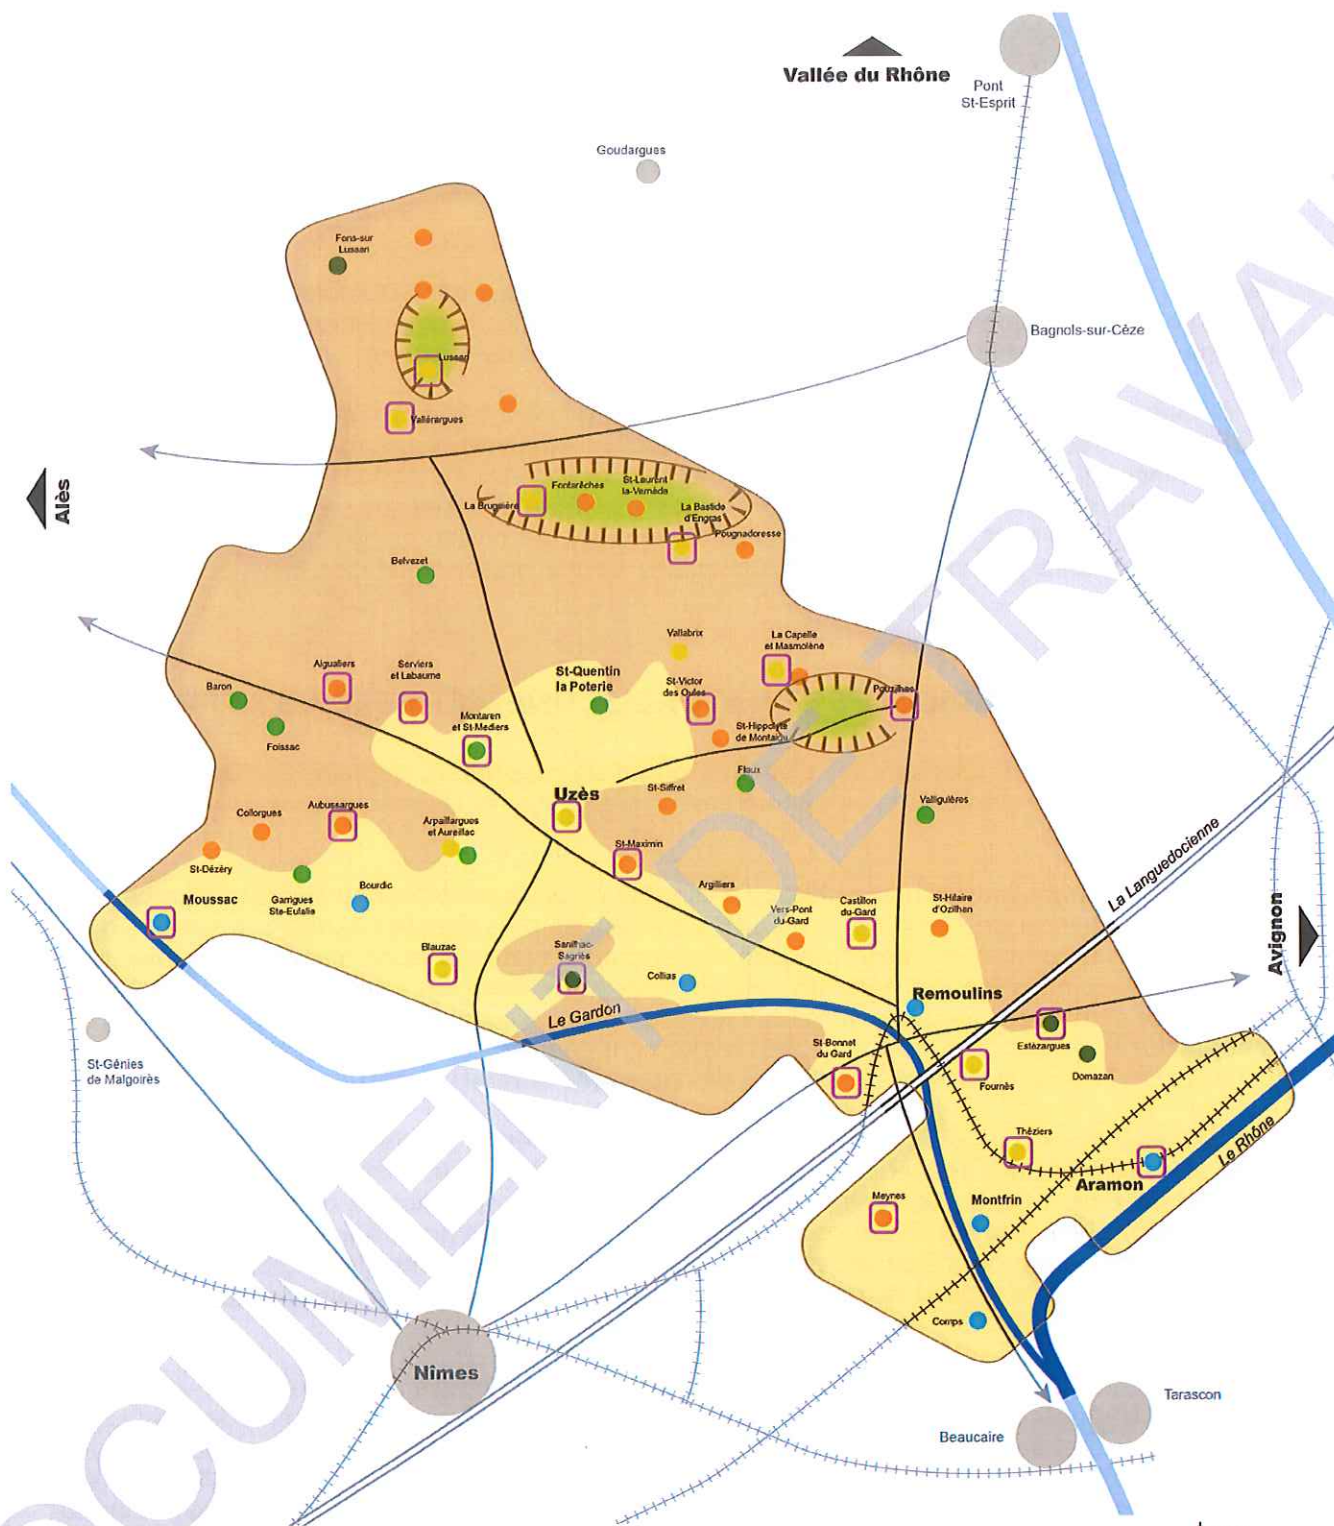 Vallée du Rhône
Pont
St-Esprit
Goudargues
Fons-sur
Lussan
Bagnols-sur-Cèze
Lussan
Vallérargues
Alès
La Bruguière
Fontarêches
St-Laurent
la-Vernède
La Bastide
d'Engras
Pougnadoresse
Belvezet
Vallabrix
La Capelle
et Masmolène
Aigualiers
Serviers
et Labaume
St-Quentin
la Poterie
St-Victor
des Oules
Pouzilhac
Baron
Foissac
Montaren
et St-Mediers
St-Hippolyte
de Montaigu
Flaux
Uzès
St-Siffret
Valliguières
Collorgues
Aubussargues
Arpaillargues
et Aureillac
St-Maximin
La Languedocienne
St-Dézéry
Garrigues
Ste-Eulalie
Bourdic
Moussac
Argilliers
Vers-Pont
du-Gard
Castillon
du-Gard
St-Hilaire
d'Ozilhan
Avignon
Blauzac
Sanilhac-
Sagriès
Collias
Remoulins
Le Gardon
St-Génies
de Malgoirès
St-Bonnet
du Gard
Estézargues
Fournès
Domazan
Théziers
Le Rhône
Aramon
Meynes
Montfrin
Comps
Nîmes
Tarascon
Beaucaire
DOCUMENT DE TRAVAIL